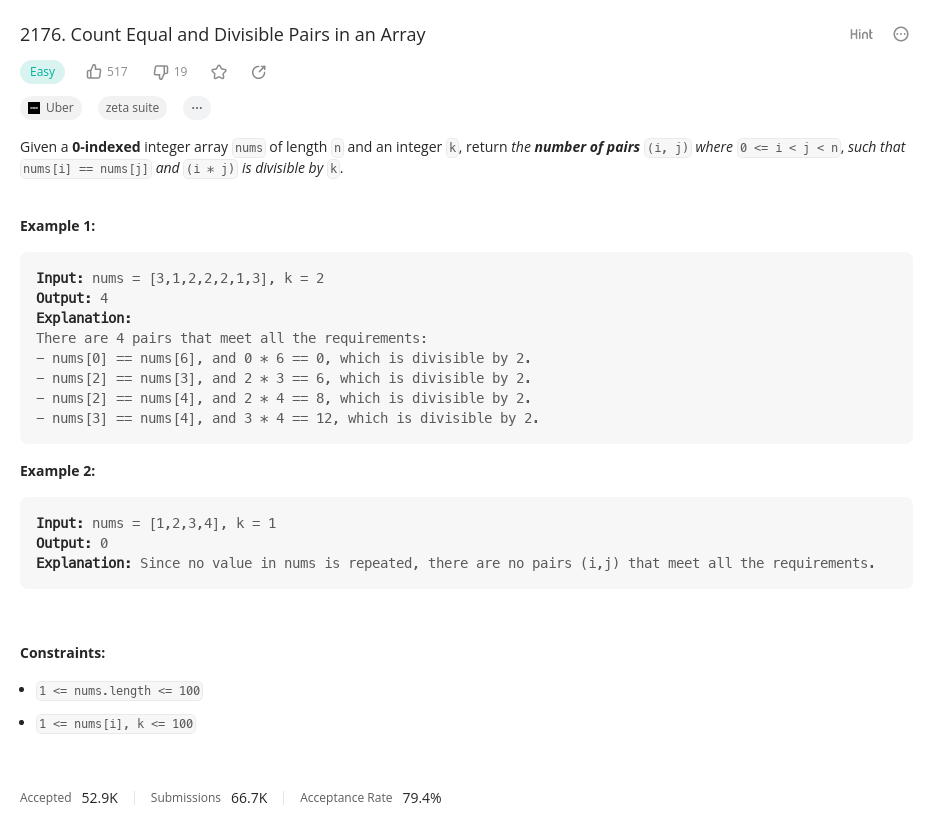 2176. Count Equal and Divisible Pairs in an Array
Hint
Easy 517 19
Uber zeta suite ...
Given a 0-indexed integer array nums of length n and an integer k, return the number of pairs (i, j) where 0 <= i < j < n, such that
nums[i] == nums[j] and (i * j) is divisible by k.
Example 1:
Input: nums = [3,1,2,2,2,1,3], k = 2
Output: 4
Explanation:
There are 4 pairs that meet all the requirements:
- nums[0] == nums[6], and 0 * 6 == 0, which is divisible by 2.
- nums[2] == nums[3], and 2 * 3 == 6, which is divisible by 2.
- nums[2] == nums[4], and 2 * 4 == 8, which is divisible by 2.
- nums[3] == nums[4], and 3 * 4 == 12, which is divisible by 2.
Example 2:
Input: nums = [1,2,3,4], k = 1
Output: 0
Explanation: Since no value in nums is repeated, there are no pairs (i,j) that meet all the requirements.
Constraints:
• 1 <= nums.length <= 100
• 1 <= nums[i], k <= 100
Accepted 52.9K Submissions 66.7K Acceptance Rate 79.4%